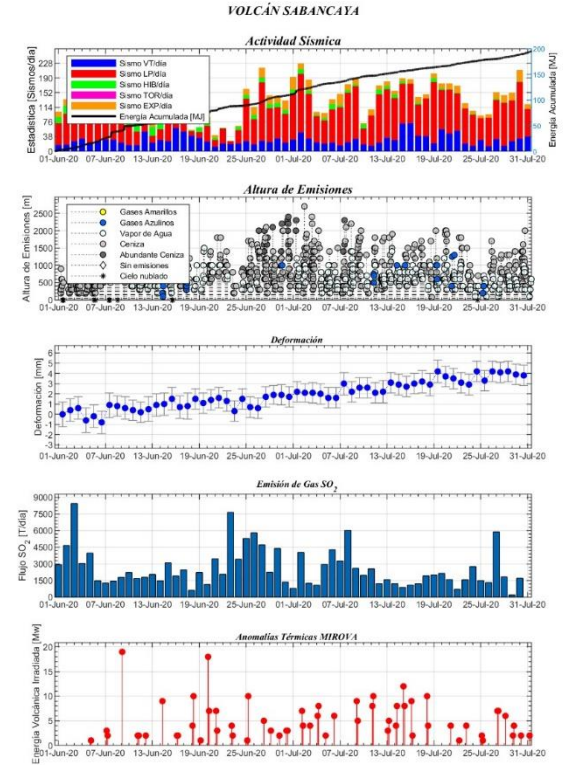 VOLCÁN SABANCAYA
Actividad Sísmica
Estadística [Sismos/día]
228
190
152
114
76
38
0
Sismo VT/día
Sismo LP/día
Sismo HIB/día
Sismo TOR/día
Sismo EXP/día
Energía Acumulada [MJ]
200
150
100
50
0
Energía Acumulada [MJ]
01-Jun-20 07-Jun-20 13-Jun-20 19-Jun-20 25-Jun-20 01-Jul-20 07-Jul-20 13-Jul-20 19-Jul-20 25-Jul-20 31-Jul-20
Altura de Emisiones
Altura de Emisiones [m]
2500
2000
1500
1000
500
0
Gases Amarillos
Gases Azulinos
Vapor de Agua
Ceniza
Abundante Ceniza
Sin emisiones
Cielo nublado
01-Jun-20 07-Jun-20 13-Jun-20 19-Jun-20 25-Jun-20 01-Jul-20 07-Jul-20 13-Jul-20 19-Jul-20 25-Jul-20 31-Jul-20
Deformación
Deformación [mm]
6
5
4
3
2
1
0
-1
-2
-3
01-Jun-20 07-Jun-20 13-Jun-20 19-Jun-20 25-Jun-20 01-Jul-20 07-Jul-20 13-Jul-20 19-Jul-20 25-Jul-20 31-Jul-20
Emisión de Gas SO2
Flujo SO2 [T/día]
9000
7500
6000
4500
3000
1500
0
01-Jun-20 07-Jun-20 13-Jun-20 19-Jun-20 25-Jun-20 01-Jul-20 07-Jul-20 13-Jul-20 19-Jul-20 25-Jul-20 31-Jul-20
Anomalías Térmicas MIROVA
Energía Volcánica Irradiada [Mw]
20
15
10
5
0
01-Jun-20 07-Jun-20 13-Jun-20 19-Jun-20 25-Jun-20 01-Jul-20 07-Jul-20 13-Jul-20 19-Jul-20 25-Jul-20 31-Jul-20